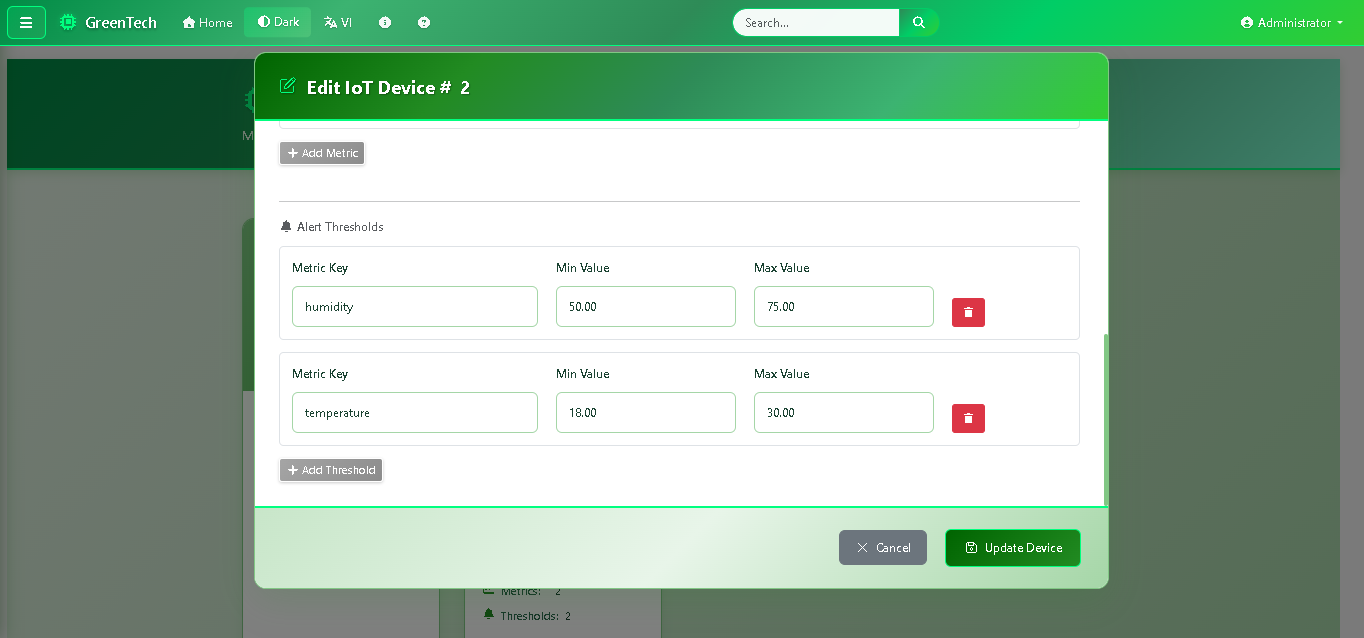 GreenTech Home Dark VI Search... Administrator
Edit IoT Device # 2
M
Add Metric
Alert Thresholds
Metric Key Min Value Max Value
humidity 50.00 75.00
Metric Key Min Value Max Value
temperature 18.00 30.00
Add Threshold
Cancel Update Device
Metrics: 2
Thresholds: 2